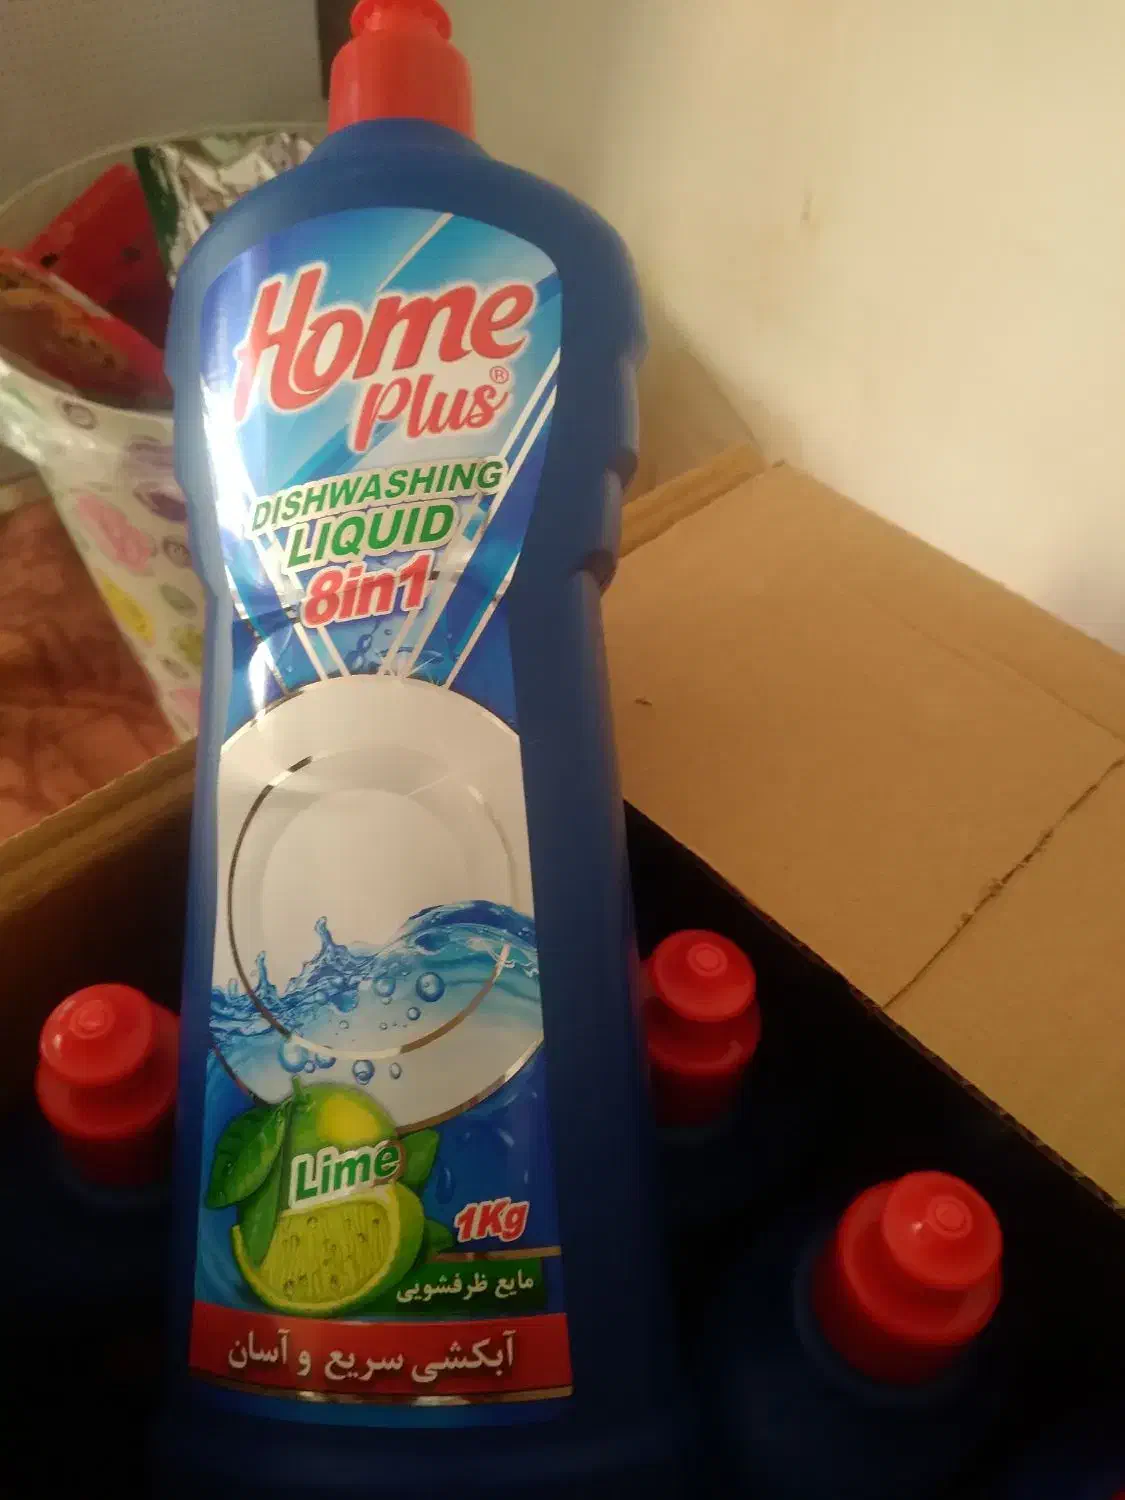 Home
Plus®
DISHWASHING
LIQUID
8in1
Lime
1Kg
مایع ظرفشویی
آبکشی سریع و آسان